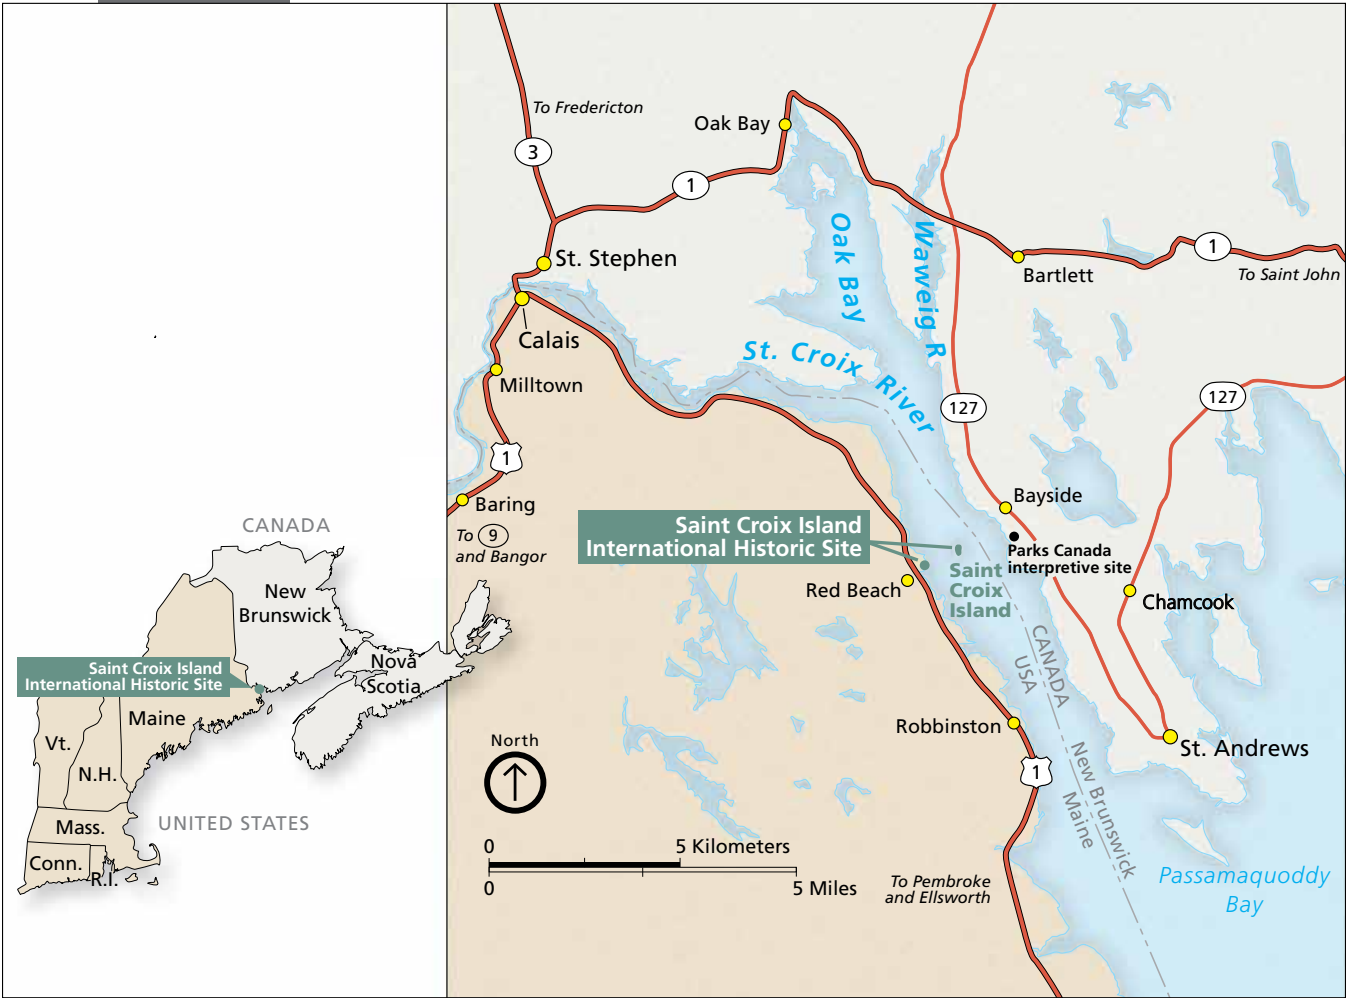 To Fredericton
Oak Bay
3
1
Oak Bay
Waweig R
St. Stephen
Bartlett
1
To Saint John
Calais
St. Croix River
Milltown
127
127
1
Baring
To 9
and Bangor
Bayside
Saint Croix Island
International Historic Site
Parks Canada
interpretive site
Saint
Croix
Island
Red Beach
Chamcook
CANADA
USA
Robbinston
St. Andrews
1
New Brunswick
Maine
Passamaquoddy
Bay
To Pembroke
and Ellsworth
North
0
5 Kilometers
0
5 Miles
CANADA
New
Brunswick
Nova
Scotia
Saint Croix Island
International Historic Site
Maine
Vt.
N.H.
Mass.
UNITED STATES
Conn.
R.I.